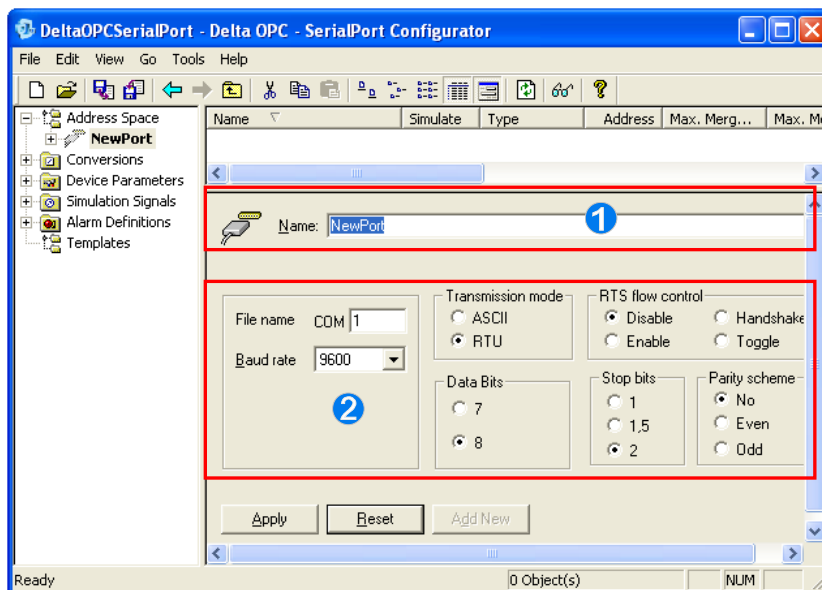 DeltaOPCSerialPort - Delta OPC - SerialPort Configurator
File Edit View Go Tools Help
Address Space
NewPort
Conversions
Device Parameters
Simulation Signals
Alarm Definitions
Templates
Name Simulate Type Address Max. Merg... Max. Me
1
Name: NewPort
File name COM 1
Baud rate 9600
2
Transmission mode
ASCII
RTU
RTS flow control
Disable Handshake
Enable Toggle
Data Bits
7
8
Stop bits
1
1,5
2
Parity scheme
No
Even
Odd
Apply Reset Add New
Ready 0 Object(s) NUM